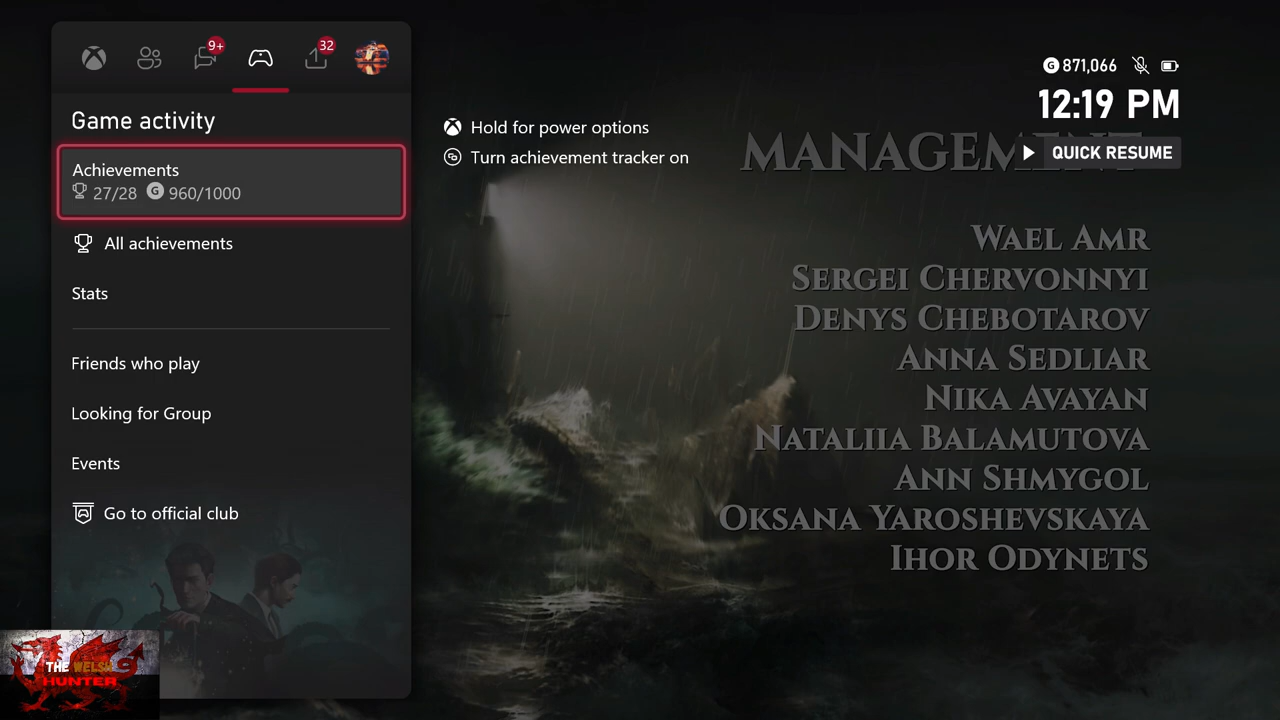 9+
32
Game activity
Achievements
27/28 960/1000
All achievements
Stats
Friends who play
Looking for Group
Events
Go to official club
Hold for power options
Turn achievement tracker on
871,066
12:19 PM
QUICK RESUME
MANAGEMENT
WAEL AMR
SERGEI CHERVONNYI
DENYS CHEBOTAROV
ANNA SEDLIAR
NIKA AVAYAN
NATALIIA BALAMUTOVA
ANN SHMYGOL
OKSANA YAROSHEVSKAYA
IHOR ODYNETS
THE WELSH
HUNTER